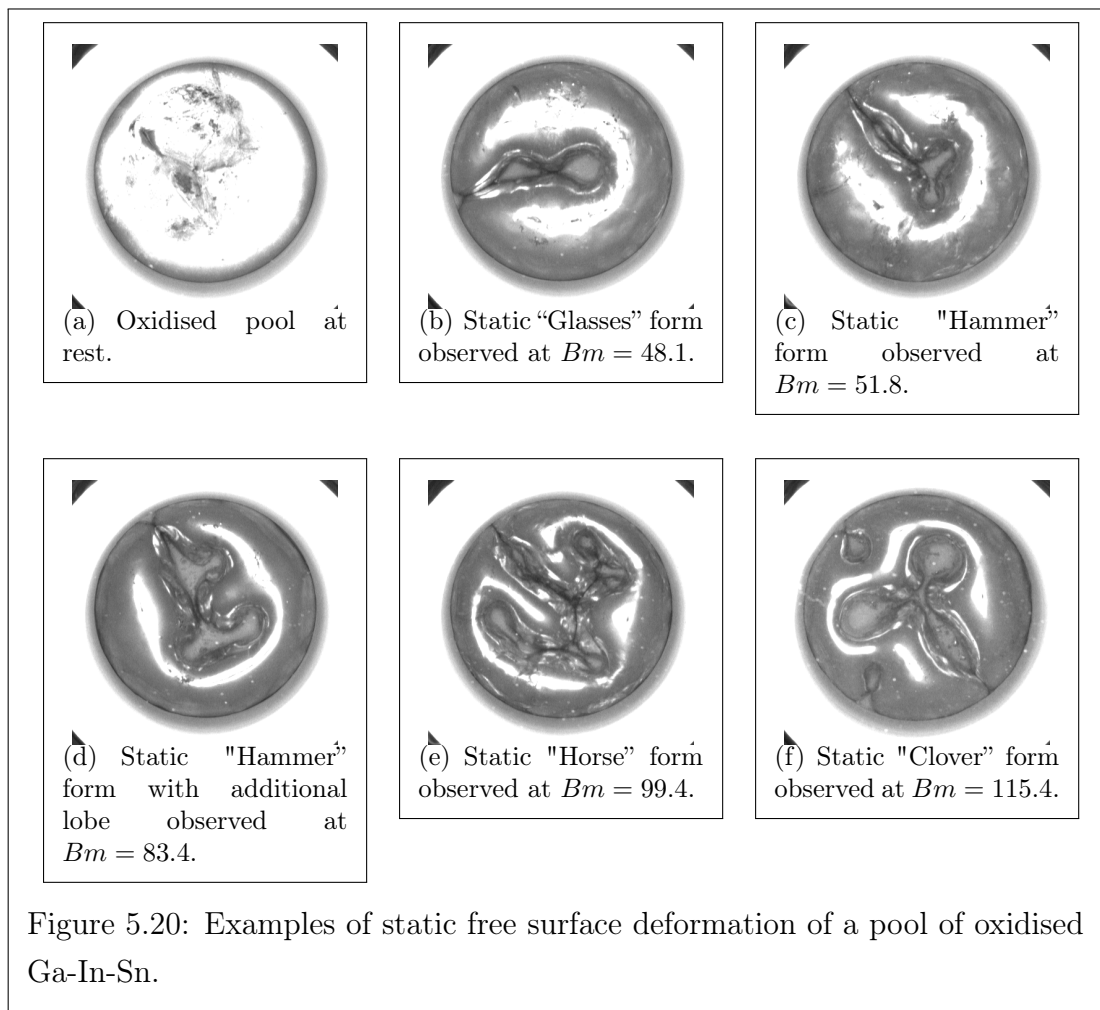 (a) Oxidised pool at
rest.
(b) Static “Glasses” form
observed at Bm = 48.1.
(c) Static "Hammer”
form observed at
Bm = 51.8.
(d) Static "Hammer”
form with additional
lobe observed at
Bm = 83.4.
(e) Static "Horse” form
observed at Bm = 99.4.
(f) Static "Clover” form
observed at Bm = 115.4.
Figure 5.20: Examples of static free surface deformation of a pool of oxidised
Ga-In-Sn.